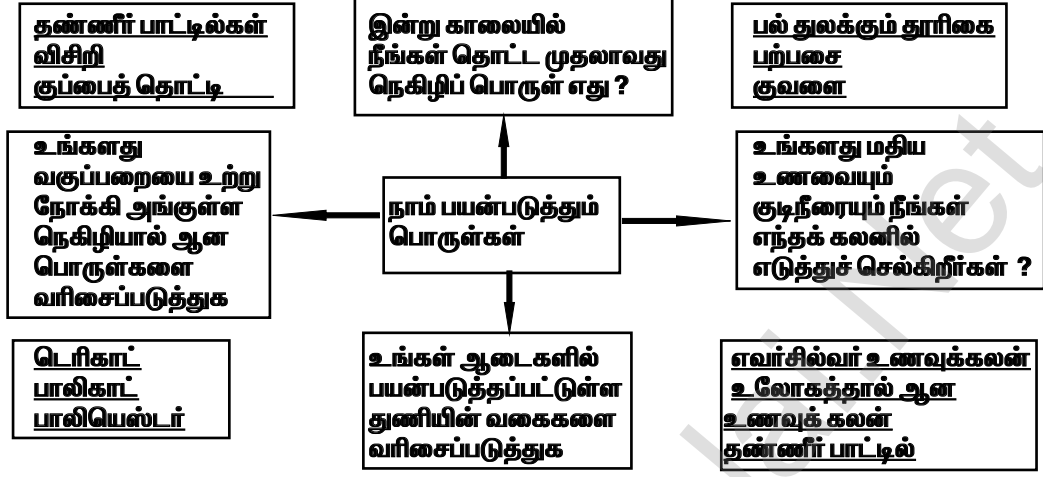 தண்ணீர் பாட்டில்கள்
விசிறி
குப்பைத் தொட்டி
இன்று காலையில்
நீங்கள் தொட்ட முதலாவது
நெகிழிப் பொருள் எது ?
பல் துலக்கும் தூரிகை
பற்பசை
குவளை
உங்களது
வகுப்பறையை உற்று
நோக்கி அங்குள்ள
நெகிழியால் ஆன
பொருள்களை
வரிசைப்படுத்துக
நாம் பயன்படுத்தும்
பொருள்கள்
உங்களது மதிய
உணவையும்
குடிநீரையும் நீங்கள்
எந்தக் கலனில்
எடுத்துச் செல்கிறீர்கள் ?
டெரிகாட்
பாலிகாட்
பாலியெஸ்டர்
உங்கள் ஆடைகளில்
பயன்படுத்தப்பட்டுள்ள
துணியின் வகைகளை
வரிசைப்படுத்துக
எவர்சில்வர் உணவுக்கலன்
உலோகத்தால் ஆன
உணவுக் கலன்
தண்ணீர் பாட்டில்
Net